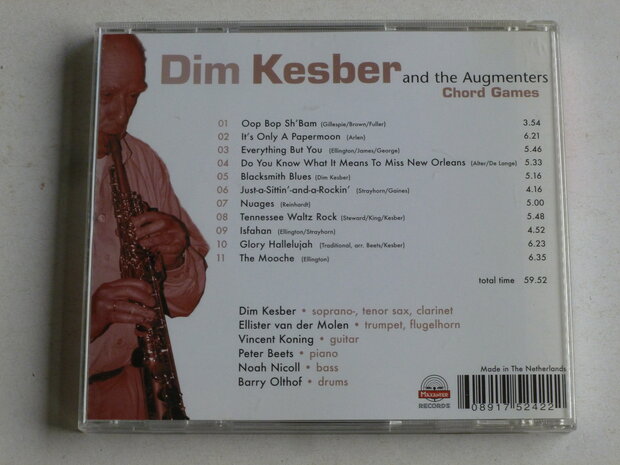 Dim Kesber and the Augmenters
Chord Games
01 Oop Bop Sh'Bam (Gillespie/Brown/Fuller) 3.54
02 It's Only A Papermoon (Arlen) 6.21
03 Everything But You (Ellington/James/George) 5.46
04 Do You Know What It Means To Miss New Orleans (Alter/De Lange) 5.33
05 Blacksmith Blues (Dim Kesber) 5.16
06 Just-a-Sittin'-and-a-Rockin' (Strayhorn/Gaines) 4.16
07 Nuages (Reinhardt) 5.00
08 Tennessee Waltz Rock (Steward/King/Kesber) 5.48
09 Isfahan (Ellington/Strayhorn) 4.52
10 Glory Hallelujah (Traditional, arr. Beets/Kesber) 6.23
11 The Mooche (Ellington) 6.35
total time 59.52
Dim Kesber • soprano-, tenor sax, clarinet
Ellister van der Molen • trumpet, flugelhorn
Vincent Koning • guitar
Peter Beets • piano
Noah Nicoll • bass
Barry Olthof • drums
Made in The Netherlands
MAXANTER
RECORDS
08917 52422